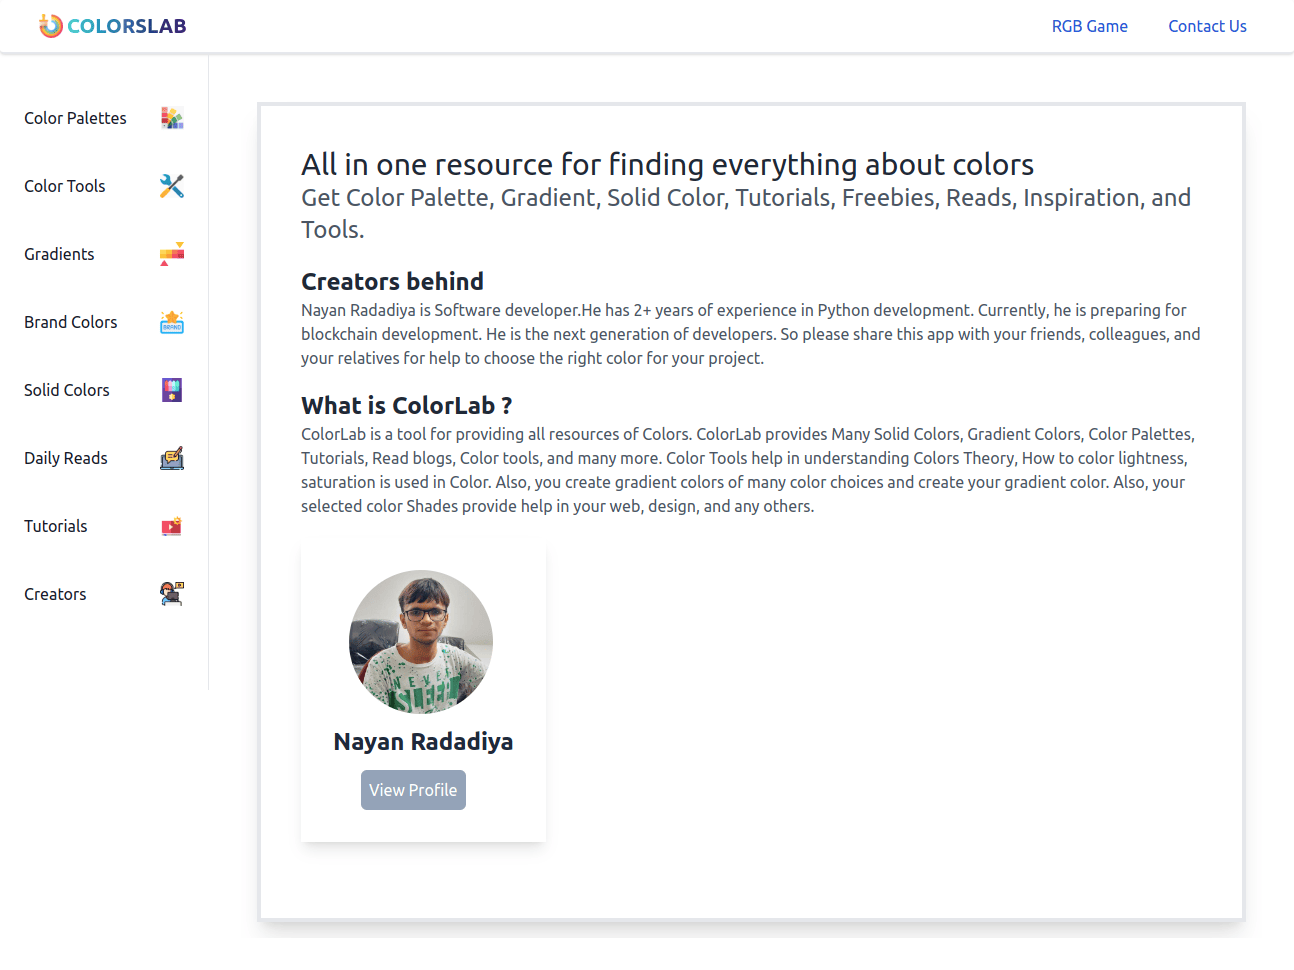 COLORSLAB
RGB Game
Contact Us
Color Palettes
Color Tools
Gradients
Brand Colors
BRAND
Solid Colors
Daily Reads
Tutorials
Creators
All in one resource for finding everything about colors
Get Color Palette, Gradient, Solid Color, Tutorials, Freebies, Reads, Inspiration, and
Tools.
Creators behind
Nayan Radadiya is Software developer.He has 2+ years of experience in Python development. Currently, he is preparing for
blockchain development. He is the next generation of developers. So please share this app with your friends, colleagues, and
your relatives for help to choose the right color for your project.
What is ColorLab ?
ColorLab is a tool for providing all resources of Colors. ColorLab provides Many Solid Colors, Gradient Colors, Color Palettes,
Tutorials, Read blogs, Color tools, and many more. Color Tools help in understanding Colors Theory, How to color lightness,
saturation is used in Color. Also, you create gradient colors of many color choices and create your gradient color. Also, your
selected color Shades provide help in your web, design, and any others.
NEVER
SLEEP
Nayan Radadiya
View Profile